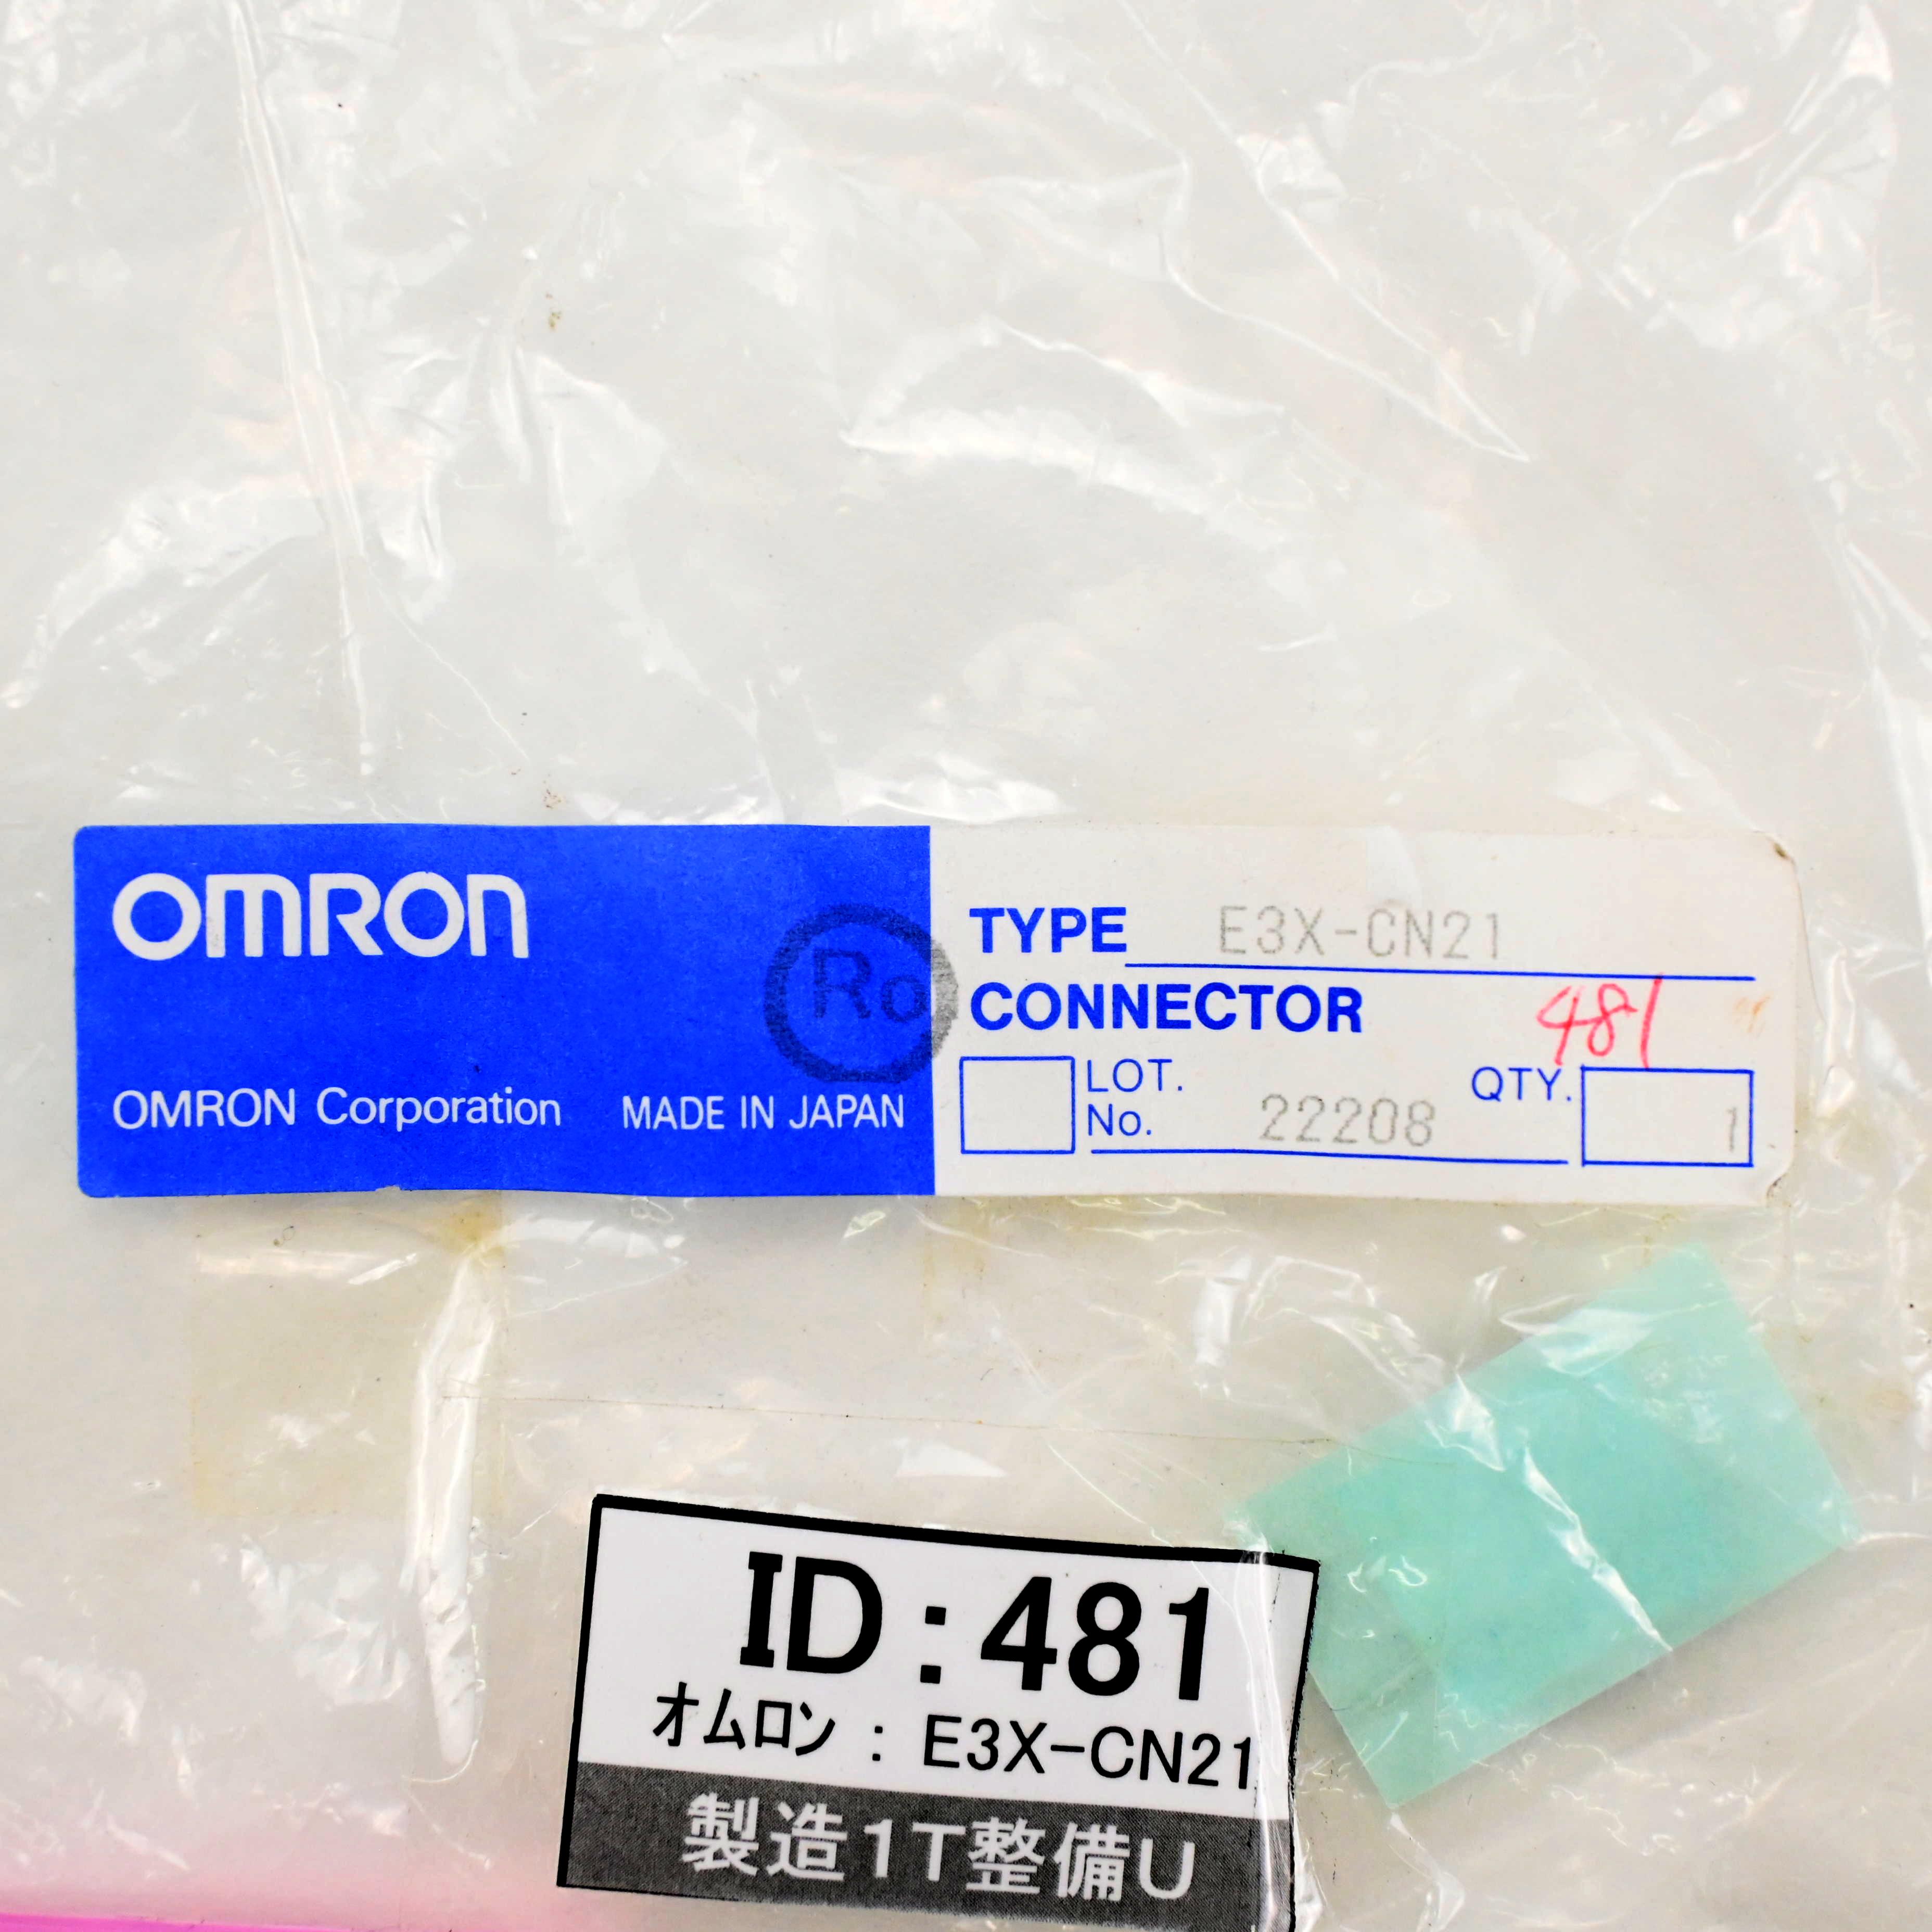 OMRON
Ro
OMRON Corporation MADE IN JAPAN
TYPE E3X-CN21
CONNECTOR
481
LOT. No. 22208 QTY. 1
ID:481
オムロン : E3X-CN21
製造1T整備U